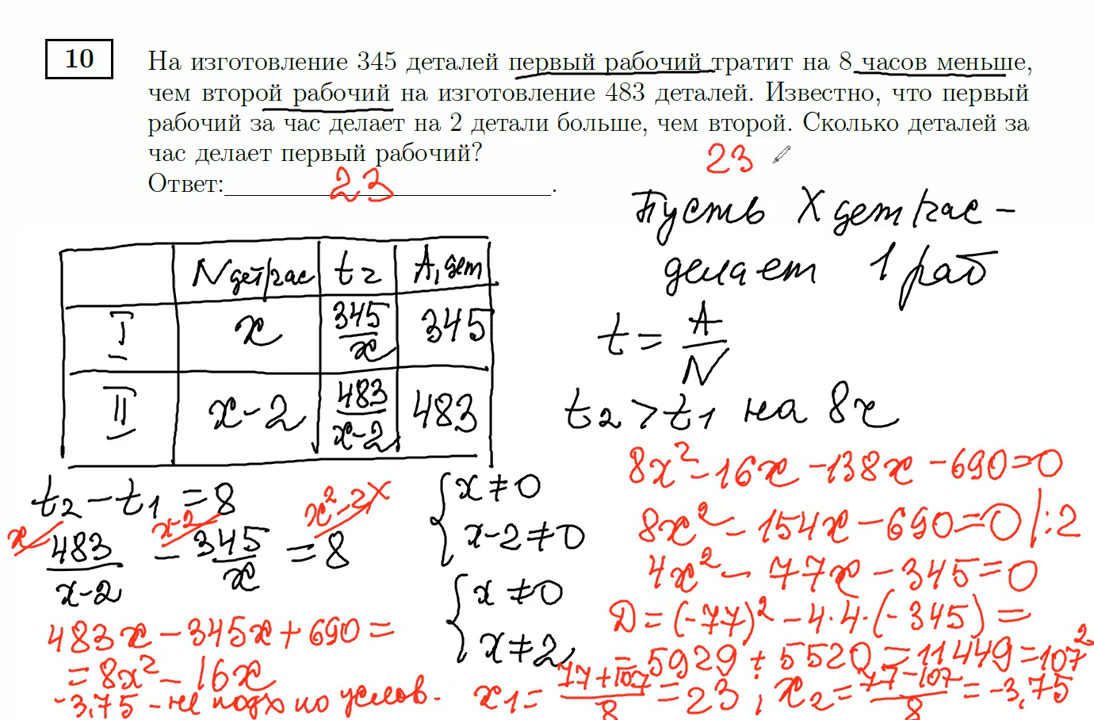 10
На изготовление 345 деталей первый рабочий тратит на 8 часов меньше,
чем второй рабочий на изготовление 483 деталей. Известно, что первый
рабочий за час делает на 2 детали больше, чем второй. Сколько деталей за
час делает первый рабочий?
23
Ответ: 23.
Пусть X дет/час –
делает 1 раб
N дет/час t2 A, дет
I x 345/x 345
II x-2 483/(x-2) 483
t = A/N
t2 > t1 на 8ч
t2 - t1 = 8
x x-2 x²-2x
483/(x-2) - 345/x = 8
483x - 345x + 690 =
= 8x² - 16x
-3,75 - не подх по услов.
{ x ≠ 0
x-2 ≠ 0
{ x ≠ 0
x ≠ 2
8x² - 16x - 138x - 690 = 0
8x² - 154x - 690 = 0 | :2
4x² - 77x - 345 = 0
D = (-77)² - 4·4·(-345) =
= 5929 + 5520 = 11449 = 107²
x1 = (77+107)/8 = 23 ; x2 = (77-107)/8 = -3,75